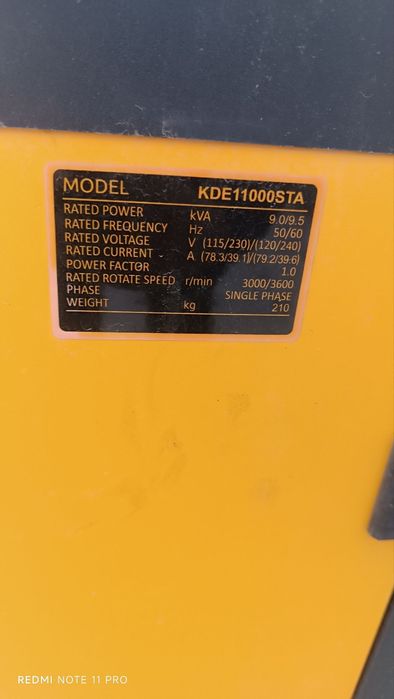 MODEL KDE11000STA
RATED POWER kVA 9.0/9.5
RATED FREQUENCY Hz 50/60
RATED VOLTAGE V (115/230)/(120/240)
RATED CURRENT A (78.3/39.1)/(79.2/39.6)
POWER FACTOR 1.0
RATED ROTATE SPEED r/min 3000/3600
PHASE SINGLE PHASE
WEIGHT kg 210
REDMI NOTE 11 PRO